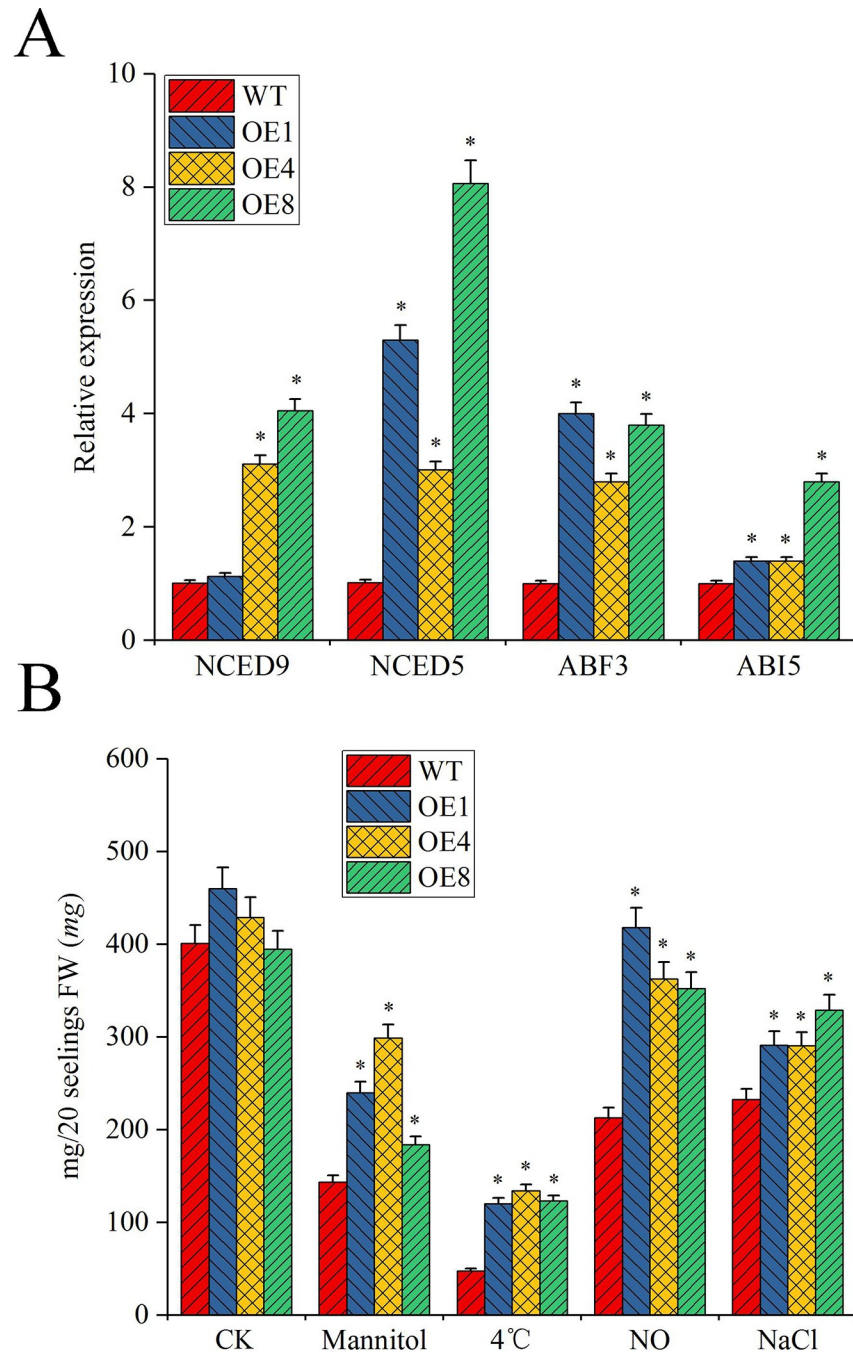 A
10
WT
OE1
8
OE4
OE8
*
*
Relative expression
6
*
*
*
4
*
*
*
*
2
* *
0
NCED9 NCED5 ABF3 ABI5
B
600
WT
OE1
500
OE4
OE8
mg/20 seelings FW (mg)
400
*
* *
*
300
* *
*
*
200
*
* * *
100
0
CK Mannitol 4℃ NO NaCl